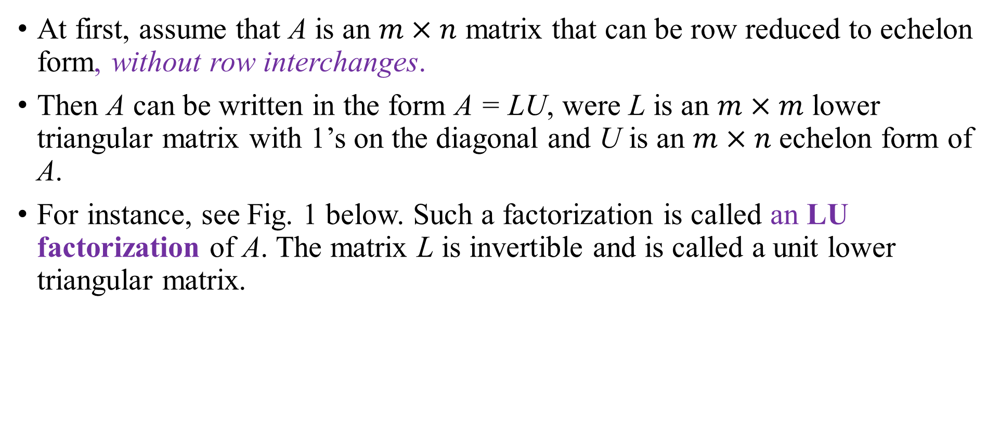 • At first, assume that A is an m × n matrix that can be row reduced to echelon
form, without row interchanges.
• Then A can be written in the form A = LU, were L is an m × m lower
triangular matrix with 1’s on the diagonal and U is an m × n echelon form of
A.
• For instance, see Fig. 1 below. Such a factorization is called an LU
factorization of A. The matrix L is invertible and is called a unit lower
triangular matrix.